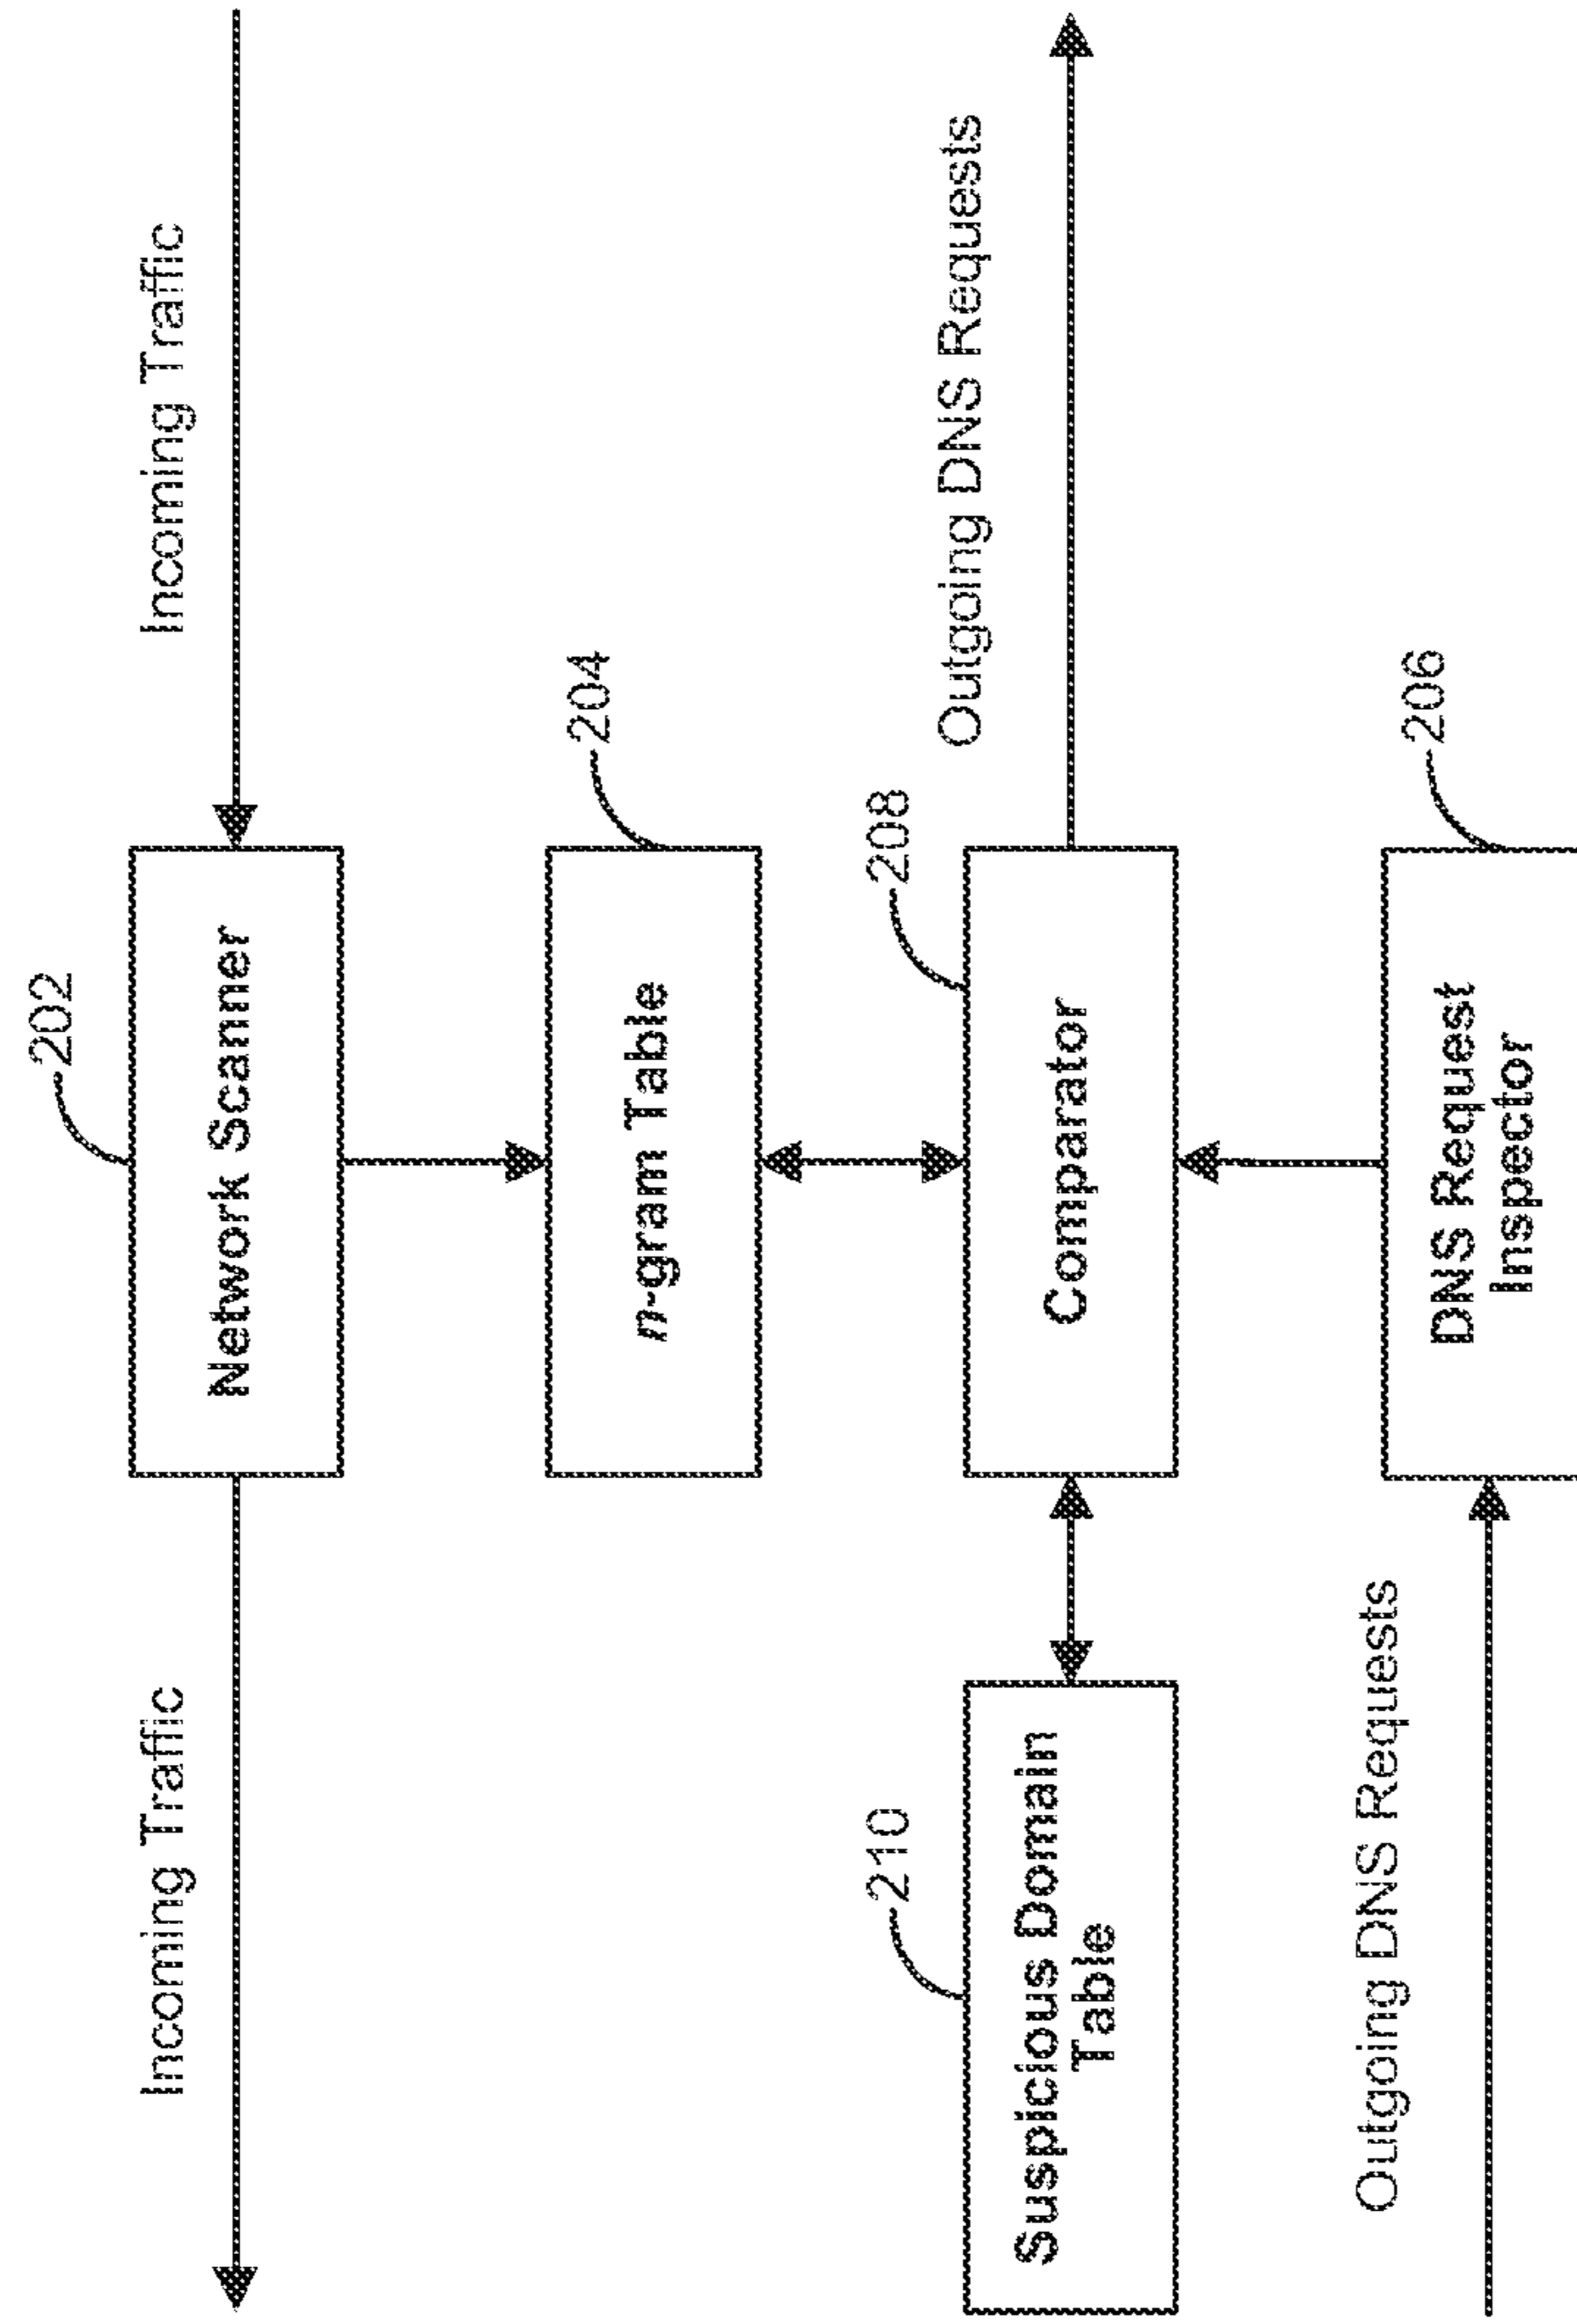 Incoming Traffic
202
Incoming Traffic
Network Scanner
204
n-gram Table
210
208
Outgoing DNS Requests
Suspicious Domain
Table
Comparator
Outgoing DNS Requests
206
DNS Request
Inspector